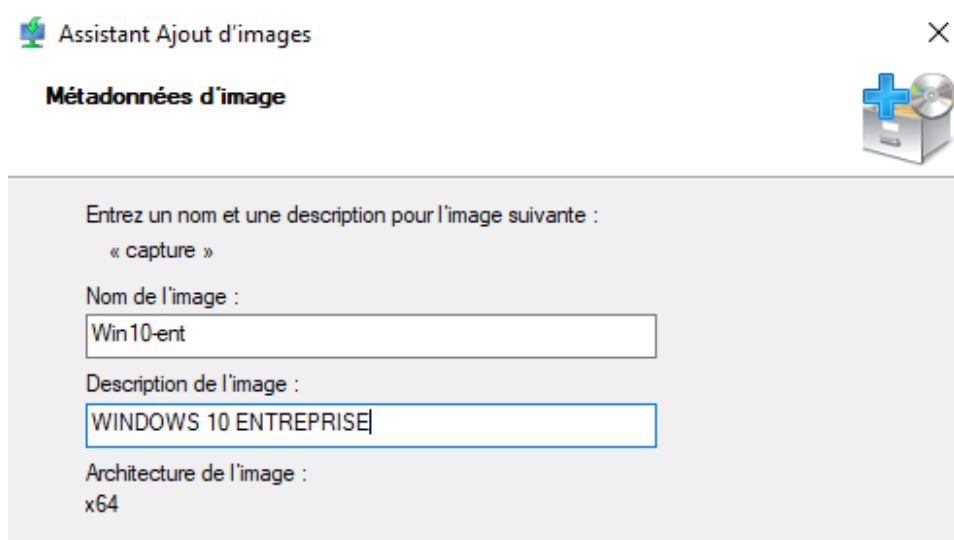 Assistant Ajout d'images
Métadonnées d'image
Entrez un nom et une description pour l'image suivante :
« capture »
Nom de l'image :
Win10-ent
Description de l'image :
WINDOWS 10 ENTREPRISE
Architecture de l'image :
x64